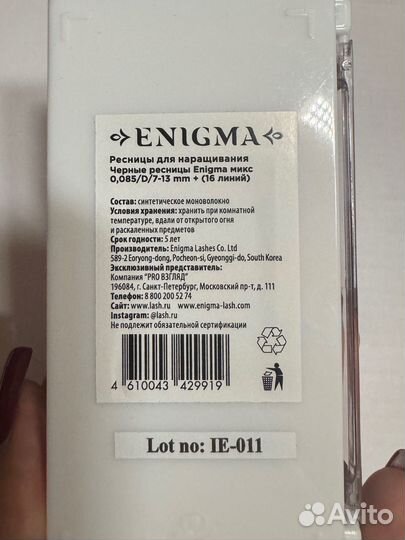 ENIGMA
Ресницы для наращивания
Черные ресницы Enigma микс
0,085/D/7-13 mm + (16 линий)
Состав: синтетическое моноволокно
Условия хранения: хранить при комнатной
температуре, вдали от открытого огня
и раскаленных предметов
Срок годности: 5 лет
Производитель: Enigma Lashes Co. Ltd
589-2 Eoryong-dong, Pocheon-si, Gyeonggi-do, South Korea
Эксклюзивный представитель:
Компания "PRO ВЗГЛЯД"
196084, г. Санкт-Петербург, Московский пр-т, д. 111
Телефон: 8 800 200 52 74
Сайт: www.lash.ru www.enigma-lash.com
Instagram: @lash.ru
Не подлежит обязательной сертификации
4 610043 429919
Lot no: IE-011
Avito